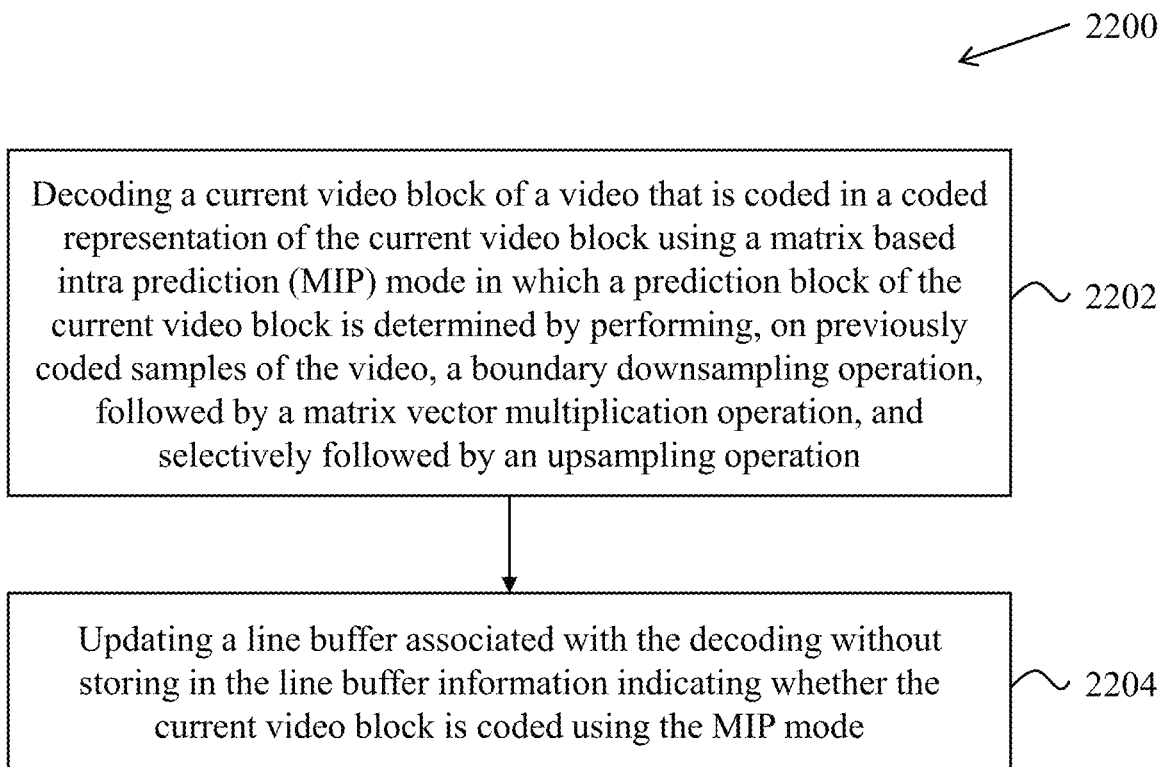 2200
Decoding a current video block of a video that is coded in a coded
representation of the current video block using a matrix based
intra prediction (MIP) mode in which a prediction block of the
current video block is determined by performing, on previously
coded samples of the video, a boundary downsampling operation,
followed by a matrix vector multiplication operation, and
selectively followed by an upsampling operation
2202
Updating a line buffer associated with the decoding without
storing in the line buffer information indicating whether the
current video block is coded using the MIP mode
2204